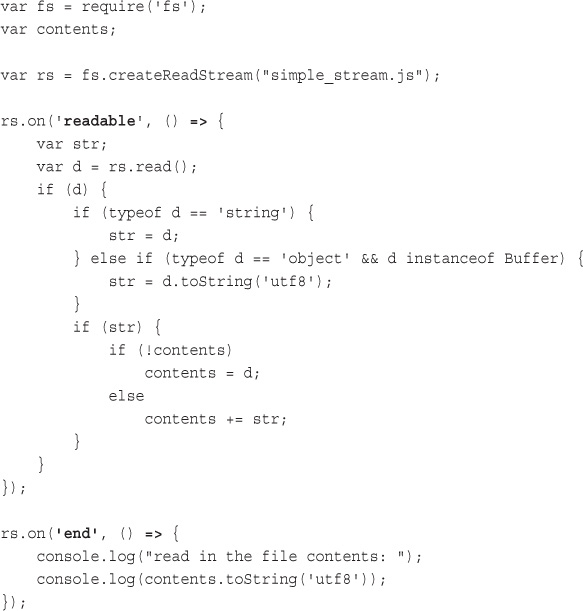 var fs = require('fs');
var contents;

var rs = fs.createReadStream("simple_stream.js");

rs.on('readable', () => {
    var str;
    var d = rs.read();
    if (d) {
        if (typeof d == 'string') {
            str = d;
        } else if (typeof d == 'object' && d instanceof Buffer) {
            str = d.toString('utf8');
        }
        if (str) {
            if (!contents)
                contents = d;
            else
                contents += str;
        }
    }
});

rs.on('end', () => {
    console.log("read in the file contents: ");
    console.log(contents.toString('utf8'));
});